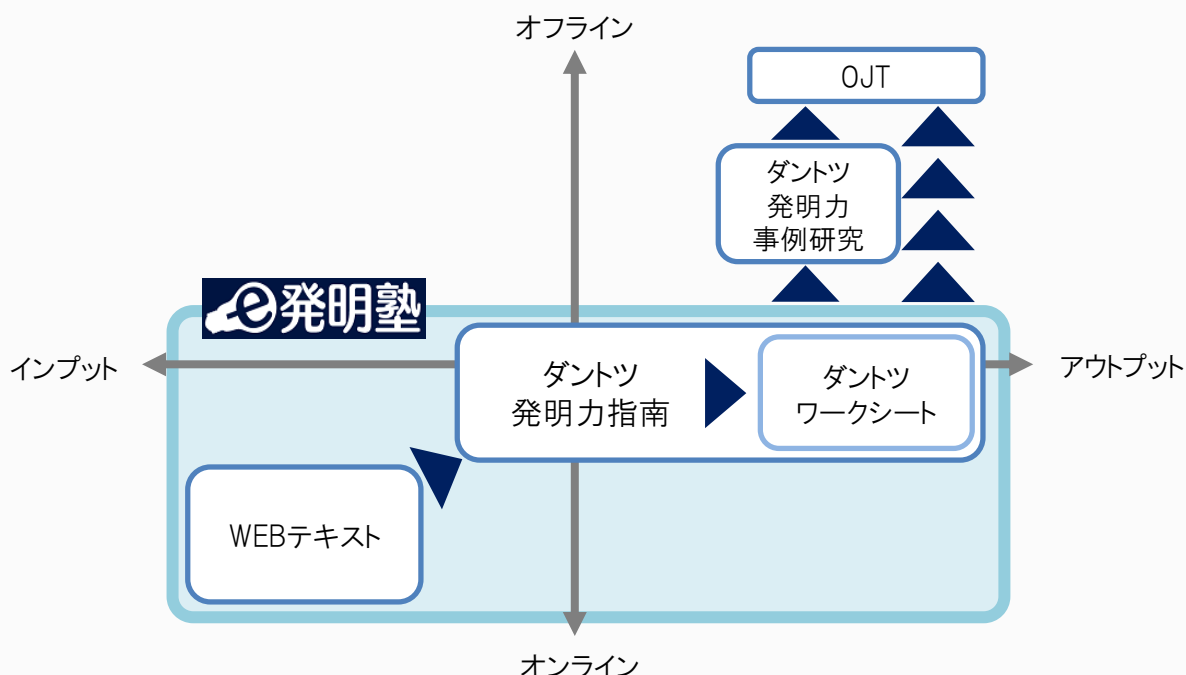 オフライン
OJT
ダントツ
発明力
事例研究
e発明塾
インプット
アウトプット
ダントツ
発明力指南
ダントツ
ワークシート
WEBテキスト
オンライン